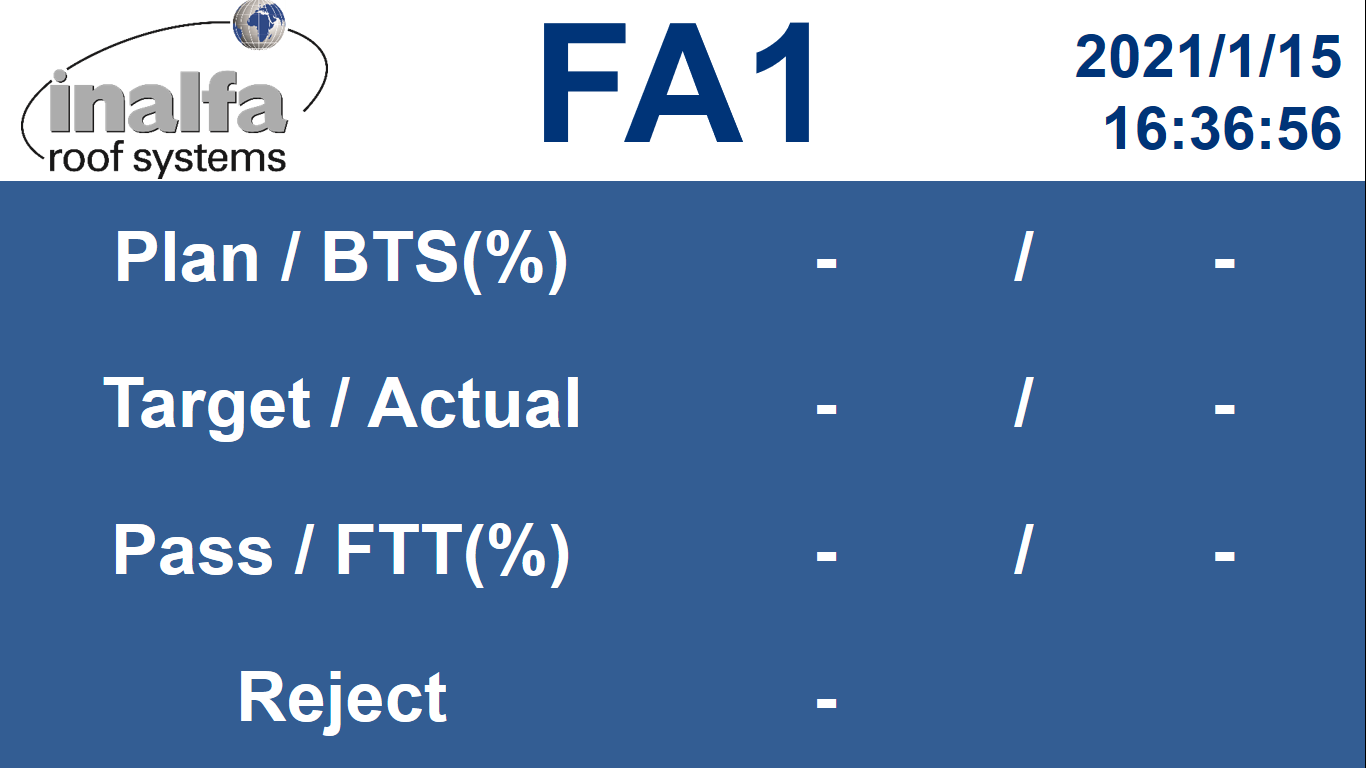 inalfa
roof systems
FA1
2021/1/15
16:36:56
Plan / BTS(%) - / -
Target / Actual - / -
Pass / FTT(%) - / -
Reject -